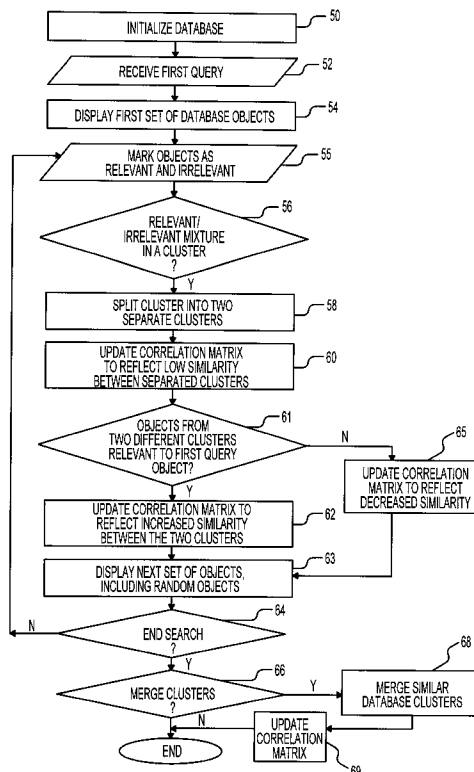 INITIALIZE DATABASE
50
RECEIVE FIRST QUERY
52
DISPLAY FIRST SET OF DATABASE OBJECTS
54
MARK OBJECTS AS
RELEVANT AND IRRELEVANT
55
RELEVANT/
IRRELEVANT MIXTURE
IN A CLUSTER
?
56
Y
SPLIT CLUSTER INTO TWO
SEPARATE CLUSTERS
58
UPDATE CORRELATION MATRIX
TO REFLECT LOW SIMILARITY
BETWEEN SEPARATED CLUSTERS
60
OBJECTS FROM
TWO DIFFERENT CLUSTERS
RELEVANT TO FIRST QUERY
OBJECT?
61
N
Y
65
UPDATE CORRELATION
MATRIX TO REFLECT
DECREASED SIMILARITY
UPDATE CORRELATION MATRIX TO
REFLECT INCREASED SIMILARITY
BETWEEN THE TWO CLUSTERS
62
DISPLAY NEXT SET OF OBJECTS,
INCLUDING RANDOM OBJECTS
63
END SEARCH
?
64
N
Y
MERGE CLUSTERS
?
66
Y
N
68
MERGE SIMILAR
DATABASE CLUSTERS
UPDATE
CORRELATION
MATRIX
69
END